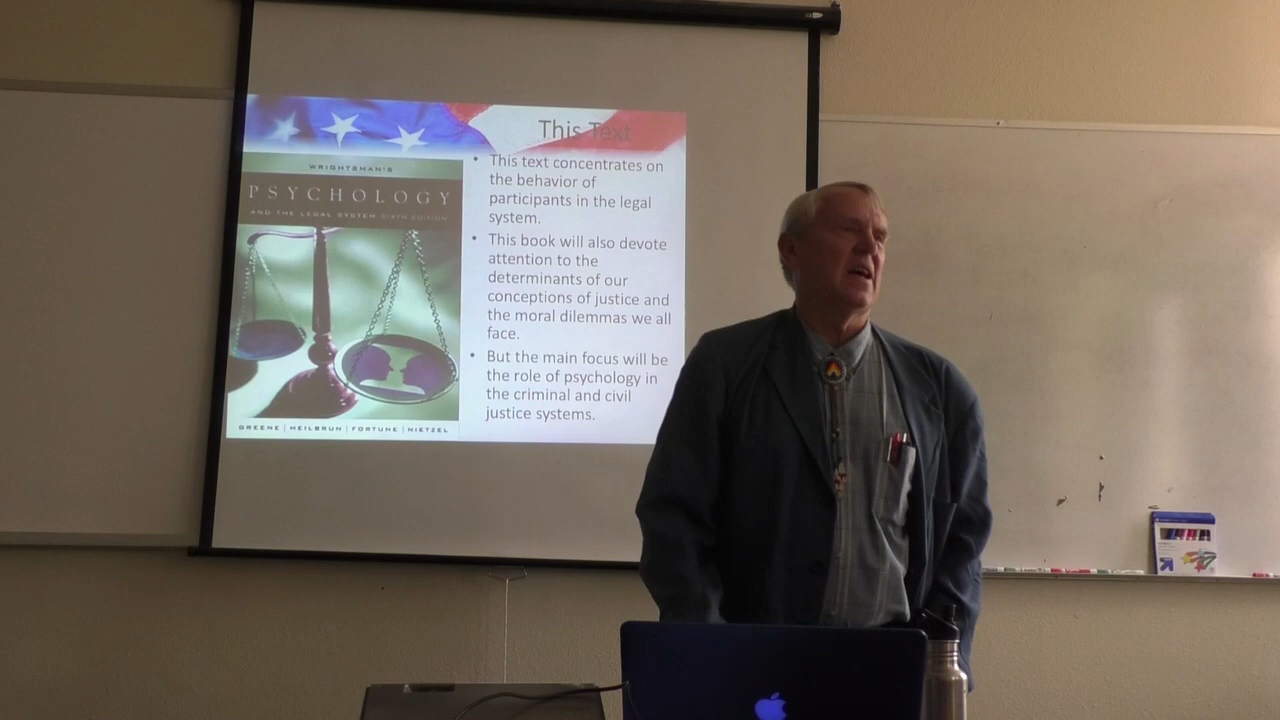 This Text
WRIGHTSMAN'S
PSYCHOLOGY
AND THE LEGAL SYSTEM SIXTH EDITION
GREENE | HEILBRUN | FORTUNE | NIETZEL
• This text concentrates on
the behavior of
participants in the legal
system.
• This book will also devote
attention to the
determinants of our
conceptions of justice and
the moral dilemmas we all
face.
• But the main focus will be
the role of psychology in
the criminal and civil
justice systems.